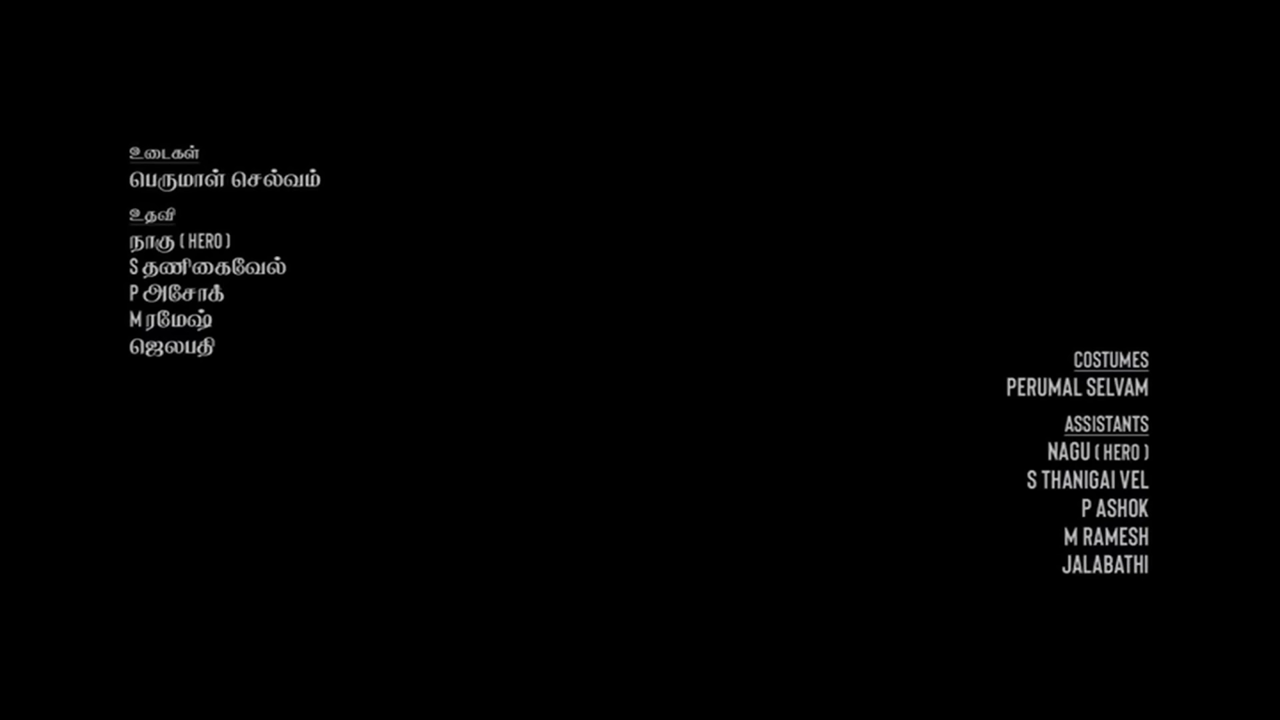 உடைகள்
பெருமாள் செல்வம்
உதவி
நாகு ( HERO )
S தணிகைவேல்
P அசோக்
M ரமேஷ்
ஜெலபதி
COSTUMES
PERUMAL SELVAM
ASSISTANTS
NAGU ( HERO )
S THANIGAI VEL
P ASHOK
M RAMESH
JALABATHI